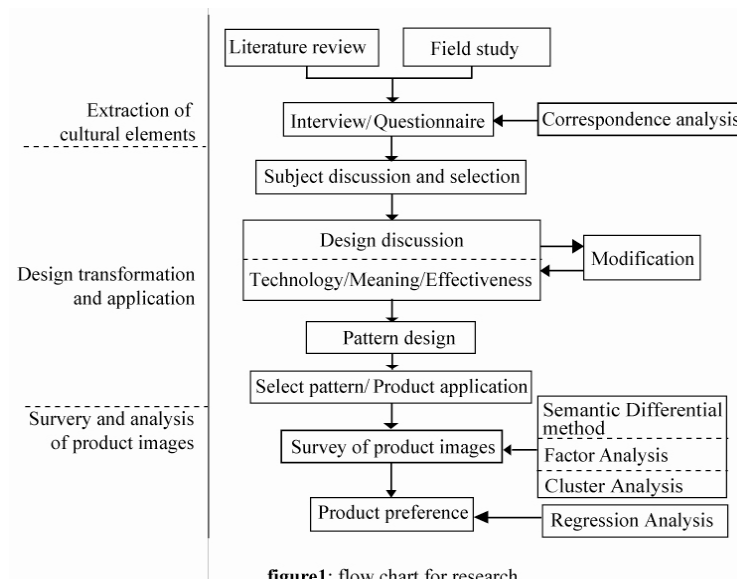 Literature review
Field study
Extraction of
cultural elements
Interview/Questionnaire
Correspondence analysis
Subject discussion and selection
Design discussion
Technology/Meaning/Effectiveness
Modification
Design transformation
and application
Pattern design
Select pattern/Product application
Survery and analysis
of product images
Survey of product images
Semantic Differential
method
Factor Analysis
Cluster Analysis
Product preference
Regression Analysis
figure1: flow chart for research